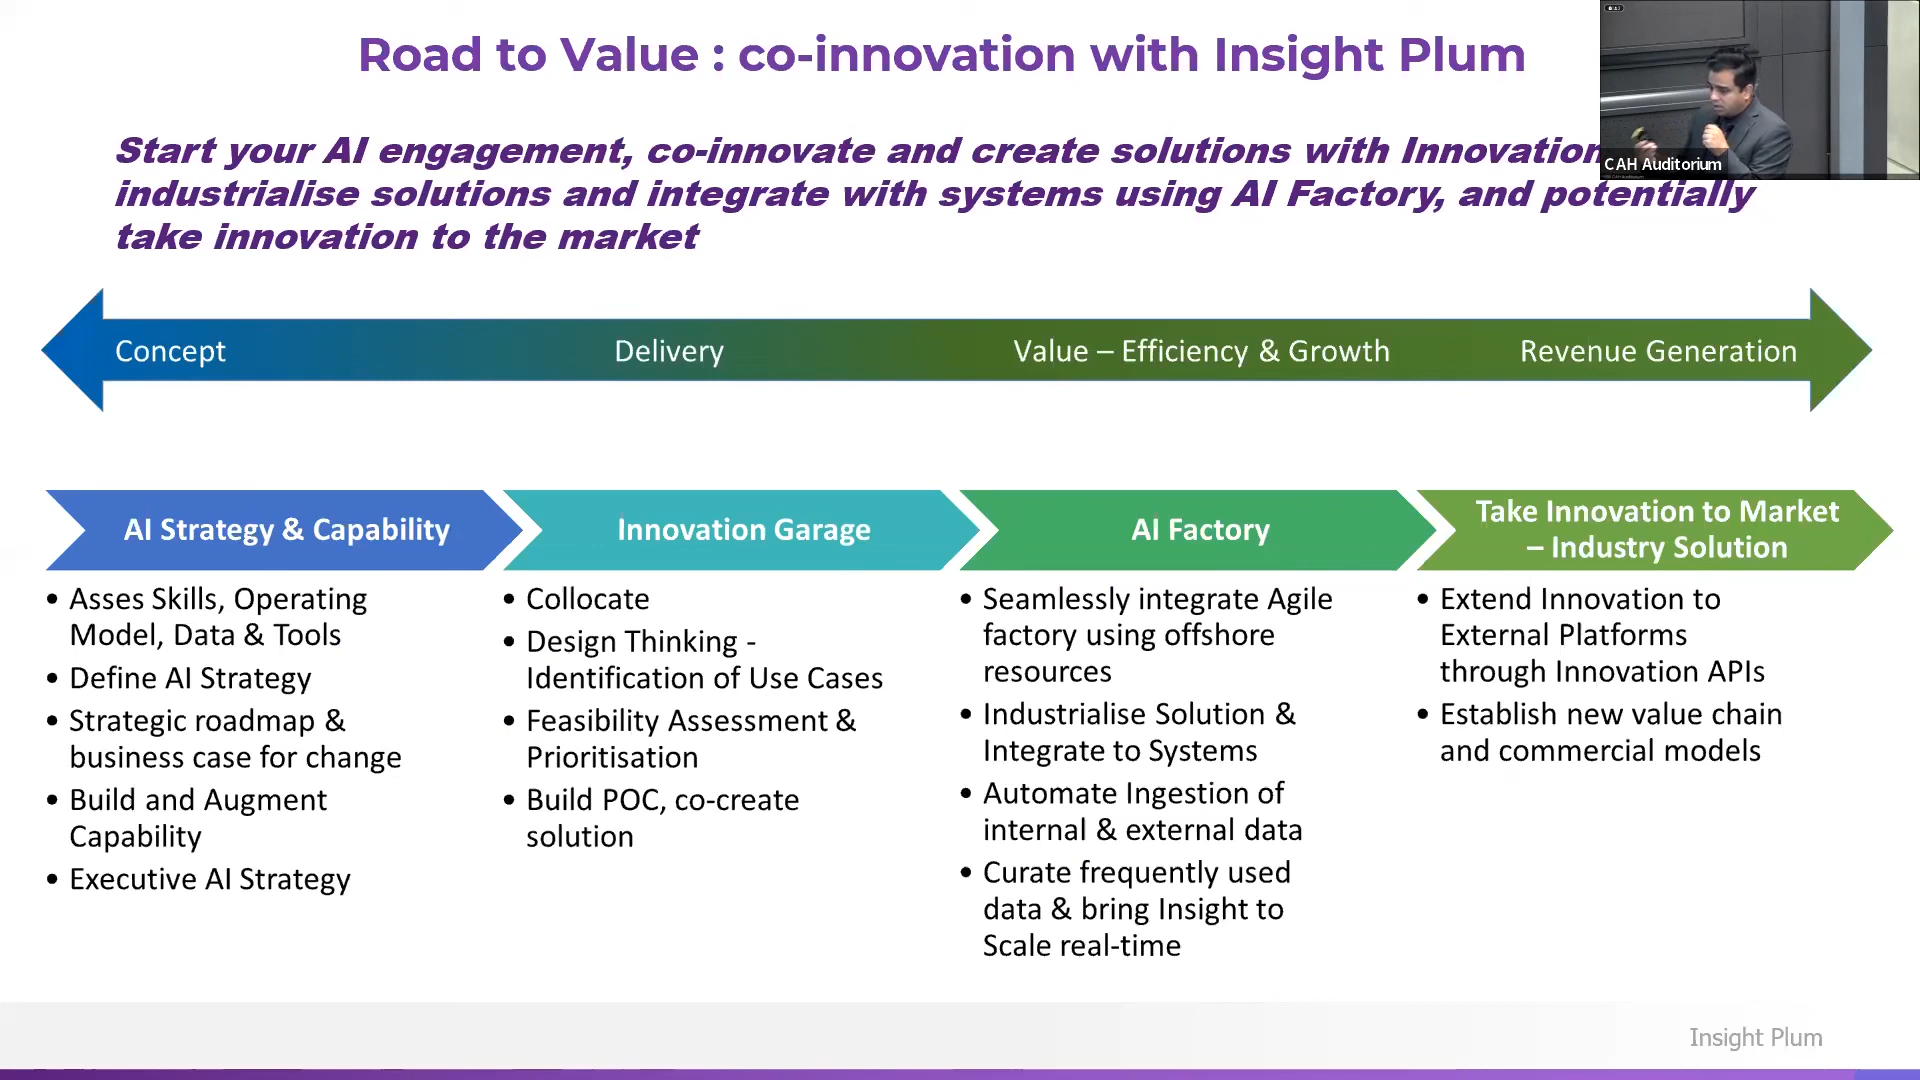 Road to Value : co-innovation with Insight Plum
Start your AI engagement, co-innovate and create solutions with Innovation
industrialise solutions and integrate with systems using AI Factory, and potentially
take innovation to the market
CAH Auditorium
Concept
Delivery
Value – Efficiency & Growth
Revenue Generation
AI Strategy & Capability
• Asses Skills, Operating
Model, Data & Tools
• Define AI Strategy
• Strategic roadmap &
business case for change
• Build and Augment
Capability
• Executive AI Strategy
Innovation Garage
• Collocate
• Design Thinking -
Identification of Use Cases
• Feasibility Assessment &
Prioritisation
• Build POC, co-create
solution
AI Factory
• Seamlessly integrate Agile
factory using offshore
resources
• Industrialise Solution &
Integrate to Systems
• Automate Ingestion of
internal & external data
• Curate frequently used
data & bring Insight to
Scale real-time
Take Innovation to Market
– Industry Solution
• Extend Innovation to
External Platforms
through Innovation APIs
• Establish new value chain
and commercial models
Insight Plum